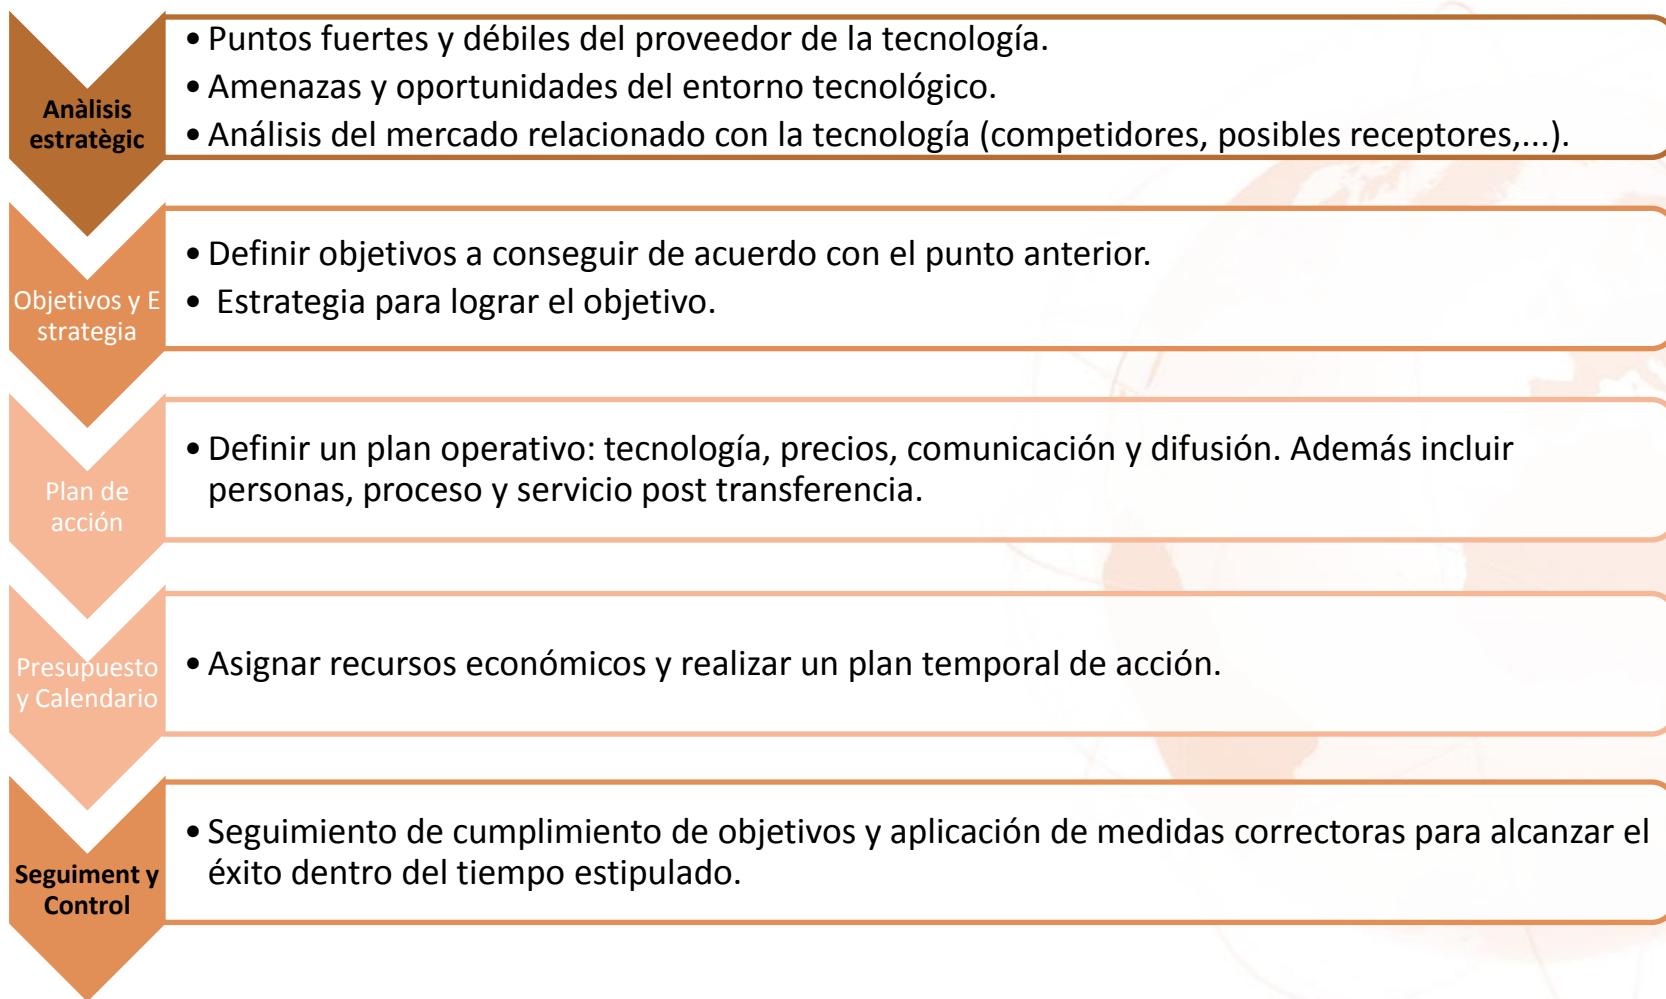 Anàlisis
estratègic
• Puntos fuertes y débiles del proveedor de la tecnología.
• Amenazas y oportunidades del entorno tecnológico.
• Análisis del mercado relacionado con la tecnología (competidores, posibles receptores,...).
Objetivos y E
strategia
• Definir objetivos a conseguir de acuerdo con el punto anterior.
• Estrategia para lograr el objetivo.
Plan de
acción
• Definir un plan operativo: tecnología, precios, comunicación y difusión. Además incluir
personas, proceso y servicio post transferencia.
Presupuesto
y Calendario
• Asignar recursos económicos y realizar un plan temporal de acción.
Seguiment y
Control
• Seguimiento de cumplimiento de objetivos y aplicación de medidas correctoras para alcanzar el
éxito dentro del tiempo estipulado.